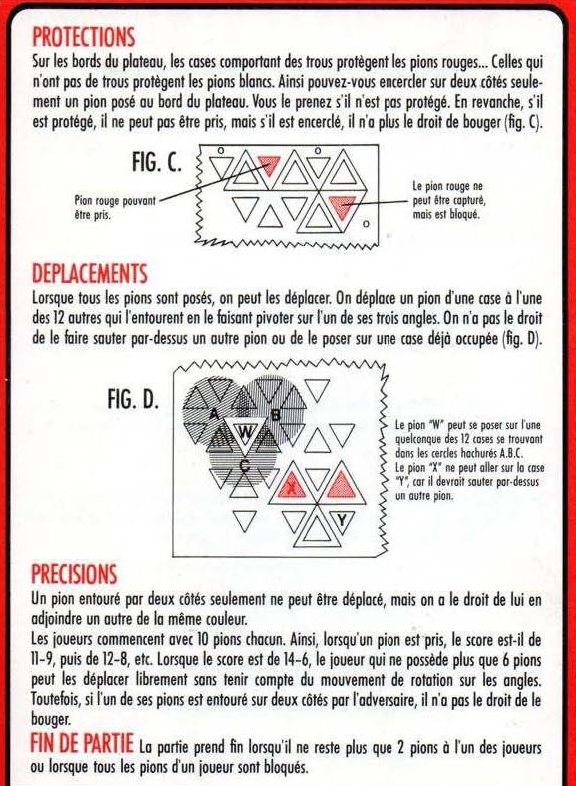 PROTECTIONS
Sur les bords du plateau, les cases comportant des trous protègent les pions rouges... Celles qui
n'ont pas de trous protègent les pions blancs. Ainsi pouvez-vous encercler sur deux côtés seule-
ment un pion posé au bord du plateau. Vous le prenez s'il n'est pas protégé. En revanche, s'il
est protégé, il ne peut pas être pris, mais s'il est encerclé, il n'a plus le droit de bouger (fig. C).
FIG. C.
Pion rouge pouvant
être pris.
Le pion rouge ne
peut être capturé,
mais est bloqué.
DEPLACEMENTS
Lorsque tous les pions sont posés, on peut les déplacer. On déplace un pion d'une case à l'une
des 12 autres qui l'entourent en le faisant pivoter sur l'un de ses trois angles. On n'a pas le droit
de le faire sauter par-dessus un autre pion ou de le poser sur une case déjà occupée (fig. D).
FIG. D.
A
B
W
C
X
Y
Le pion "W" peut se poser sur l'une
quelconque des 12 cases se trouvant
dans les cercles hachurés A.B.C.
Le pion "X" ne peut aller sur la case
"Y", car il devrait sauter par-dessus
un autre pion.
PRECISIONS
Un pion entouré par deux côtés seulement ne peut être déplacé, mais on a le droit de lui en
adjoindre un autre de la même couleur.
Les joueurs commencent avec 10 pions chacun. Ainsi, lorsqu'un pion est pris, le score est-il de
11-9, puis de 12-8, etc. Lorsque le score est de 14-6, le joueur qui ne possède plus que 6 pions
peut les déplacer librement sans tenir compte du mouvement de rotation sur les angles.
Toutefois, si l'un de ses pions est entouré sur deux côtés par l'adversaire, il n'a pas le droit de le
bouger.
FIN DE PARTIE La partie prend fin lorsqu'il ne reste plus que 2 pions à l'un des joueurs
ou lorsque tous les pions d'un joueur sont bloqués.